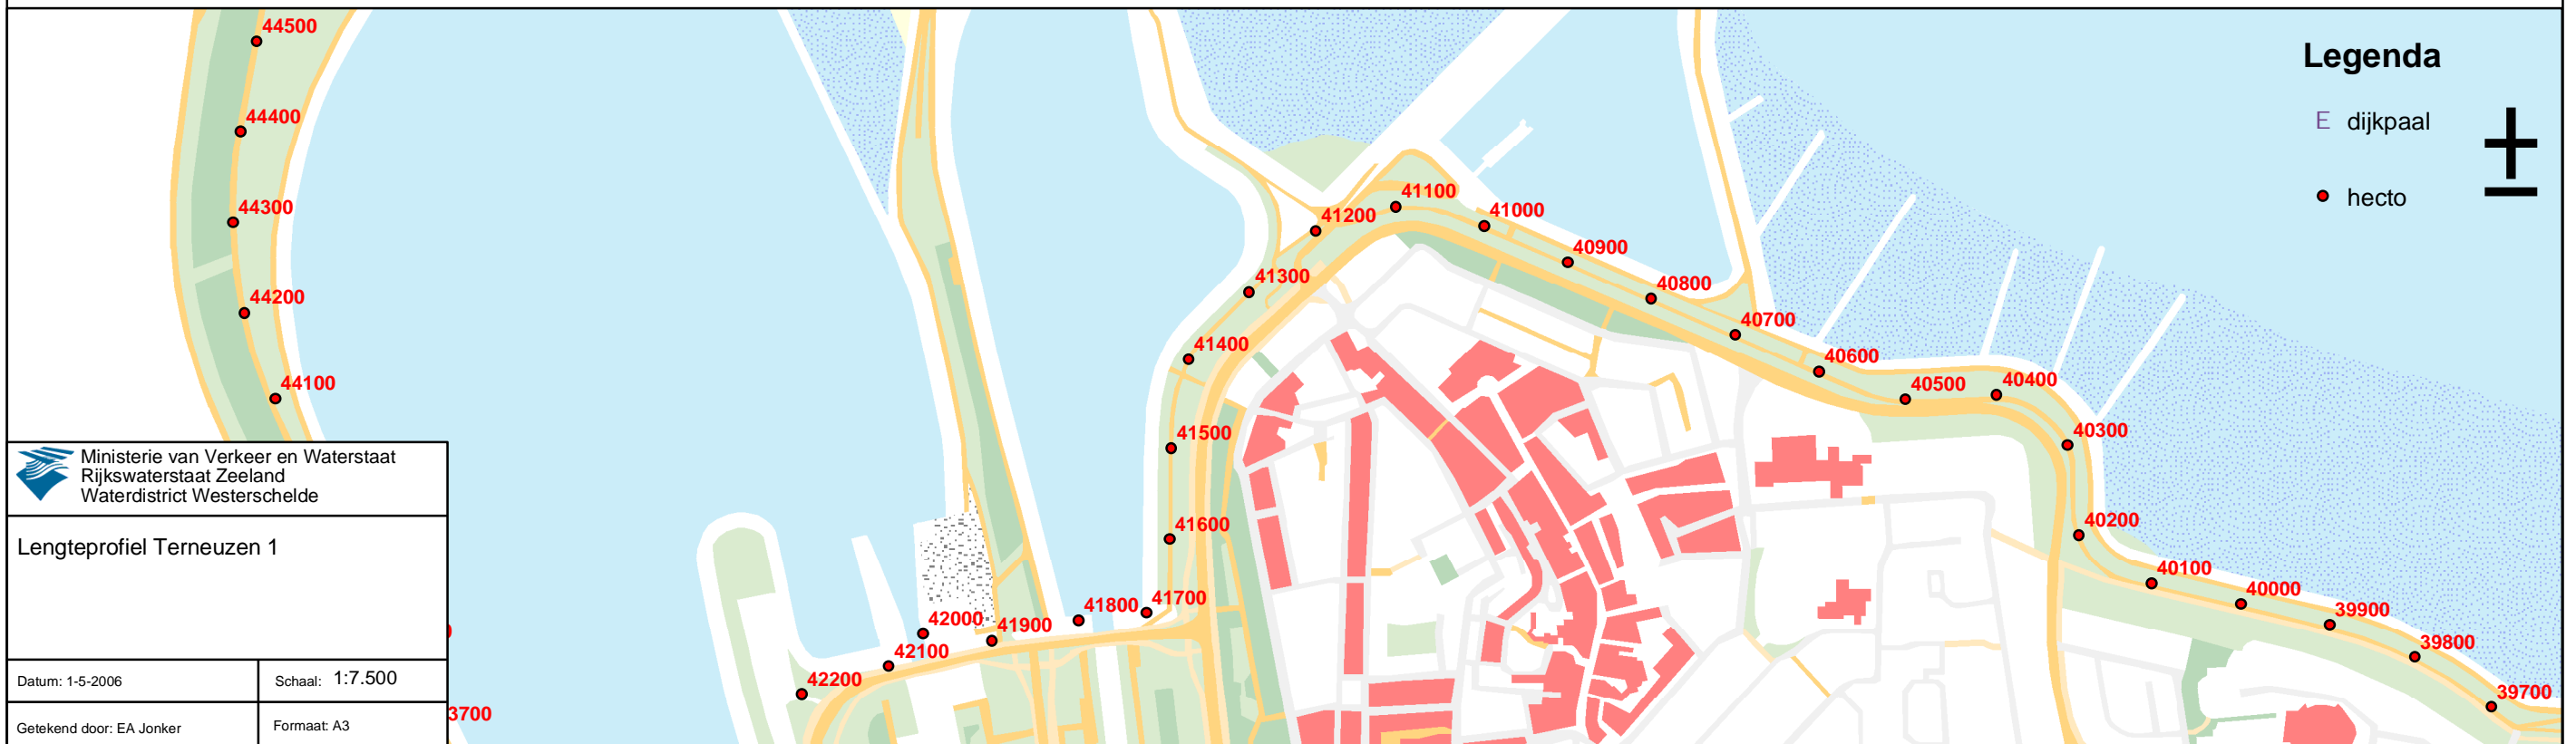 44500
44400
44300
44200
44100
41100
41200
41000
40900
41300
40800
40700
41400
40600
40500
40400
41500
40300
41600
40200
40100
40000
39900
41700
41800
42000
41900
39800
42100
42200
39700
3700
Legenda
E dijkpaal
hecto
Ministerie van Verkeer en Waterstaat
Rijkswaterstaat Zeeland
Waterdistrict Westerschelde
Lengteprofiel Terneuzen 1
Datum: 1-5-2006
Schaal: 1:7.500
Getekend door: EA Jonker
Formaat: A3